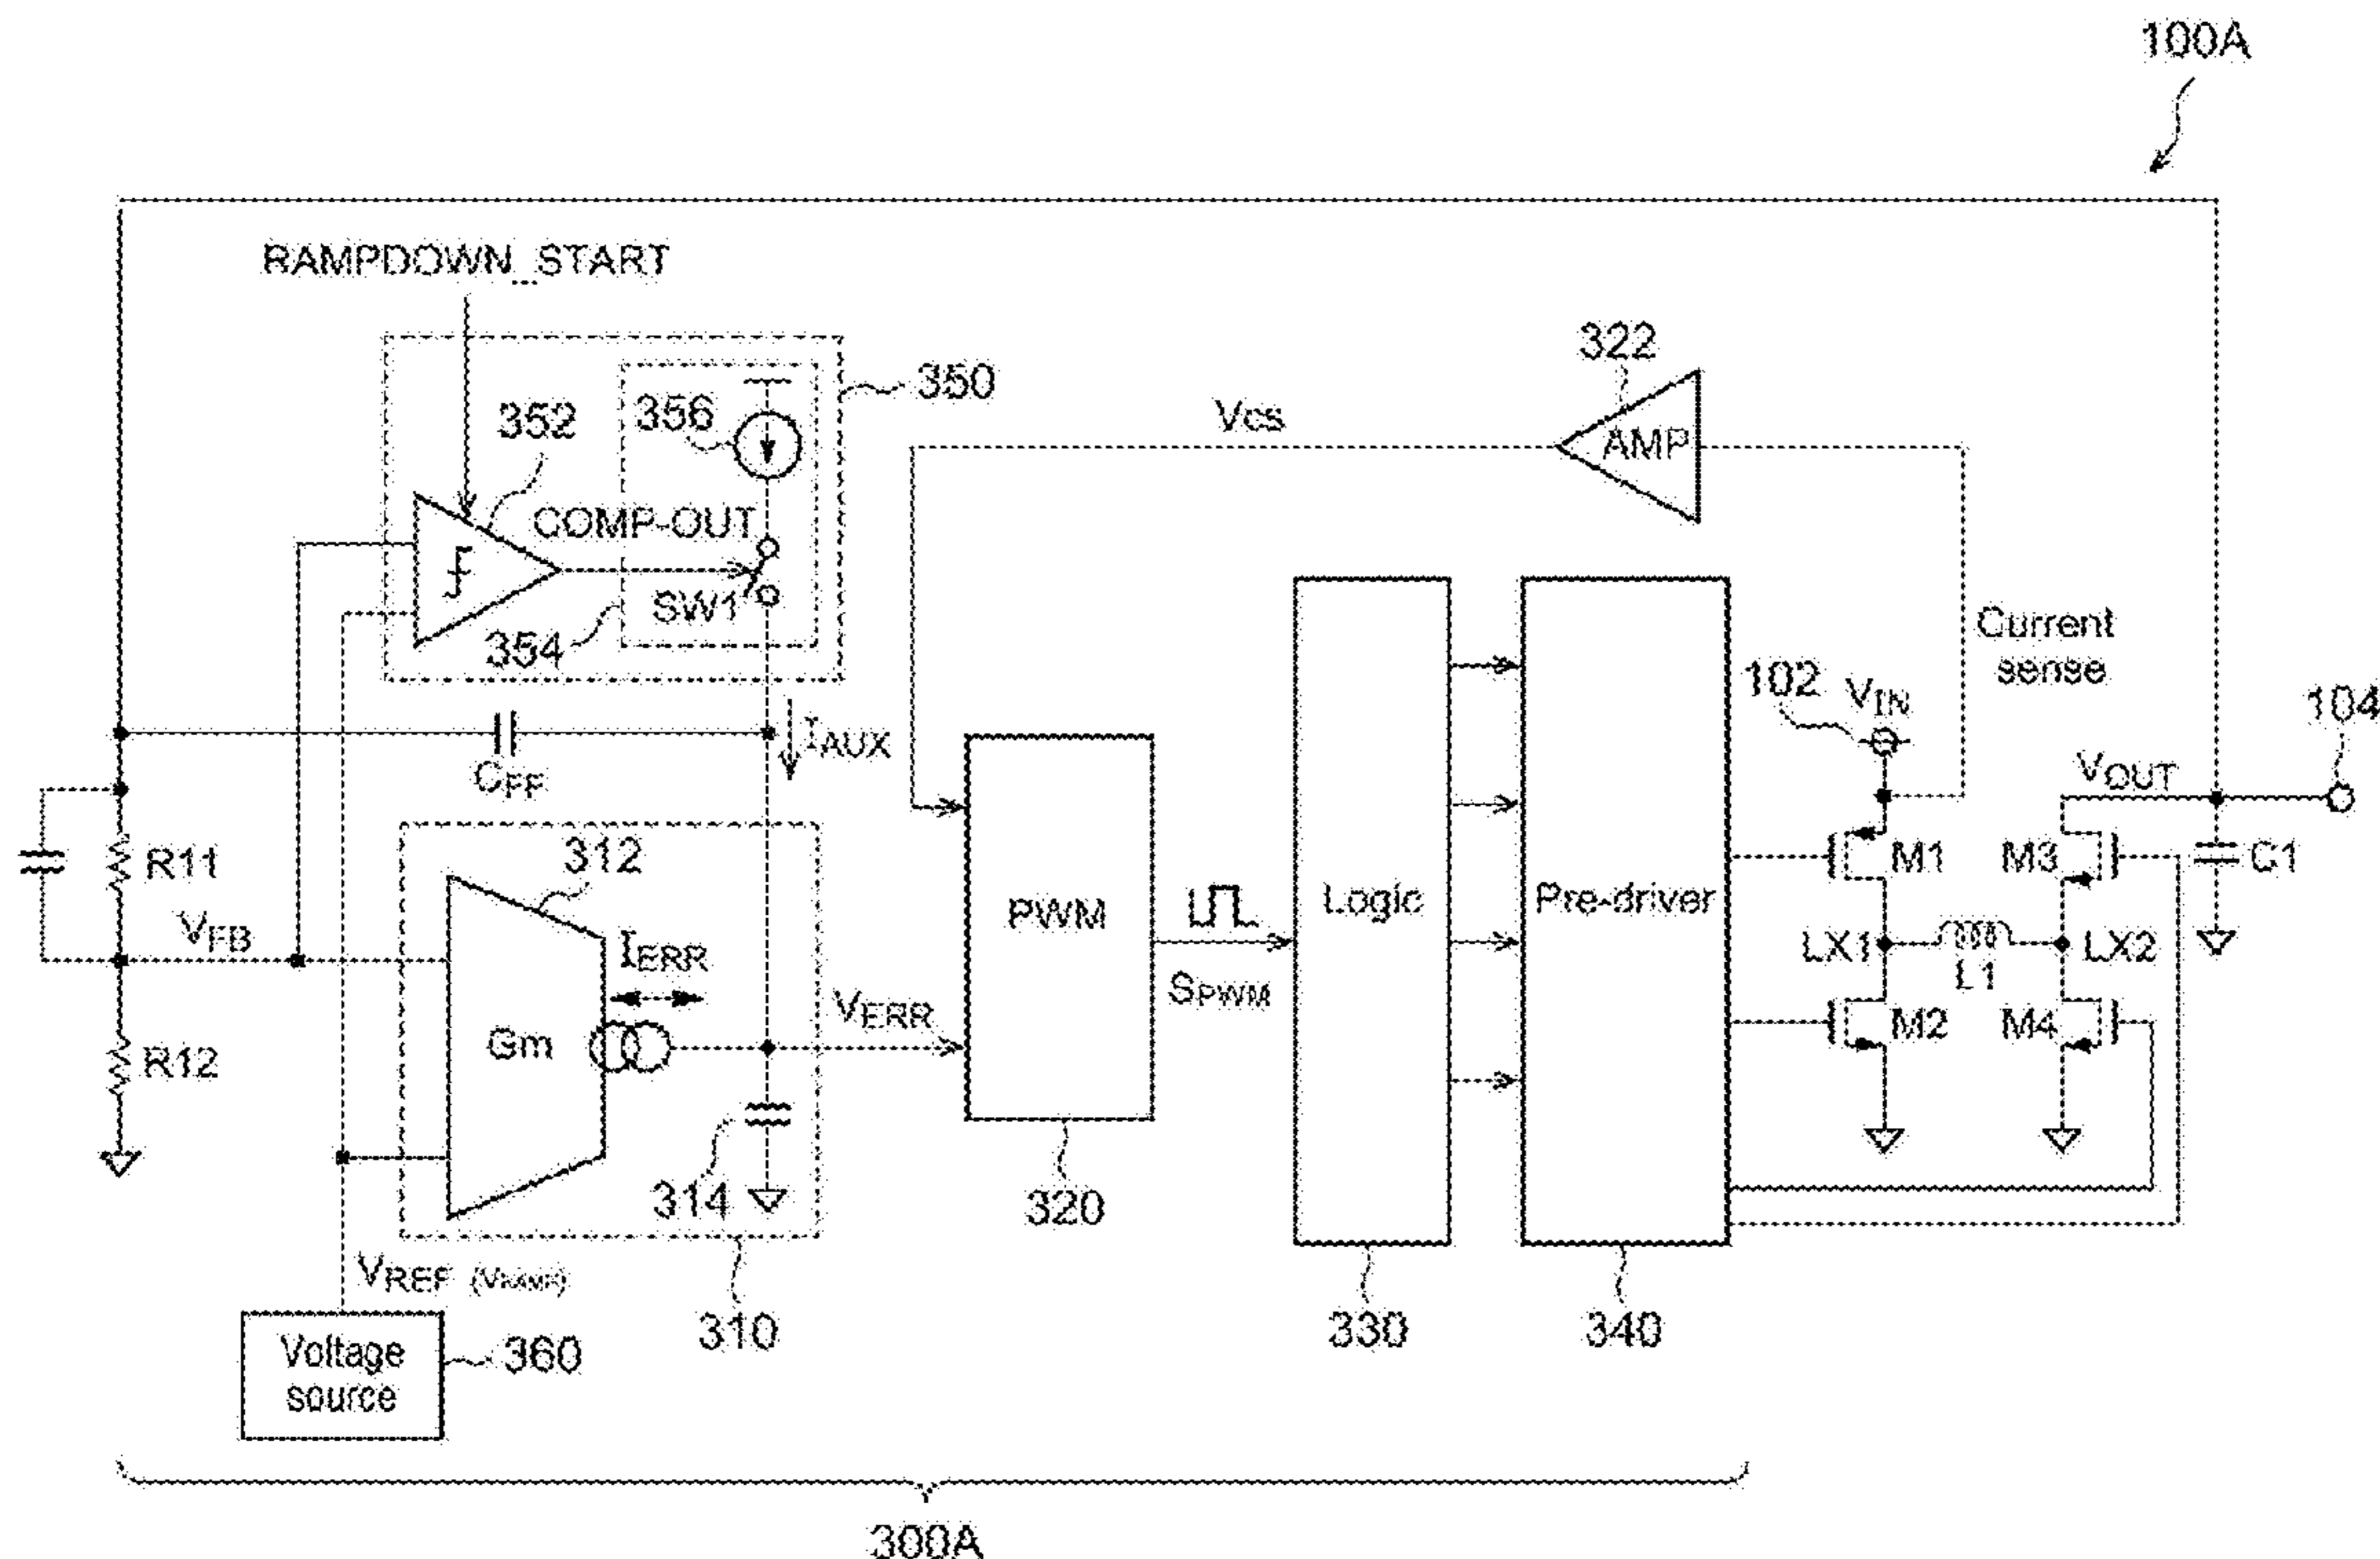 100A
RAMPDOWN_START
322
350
356
352
Vcs
AMP
COMP-OUT
SW1
354
Current
sense
102
VIN
104
IAUX
CFF
VOUT
312
R11
M1
M3
C1
PWM
Logic
Pre-driver
VFB
IERR
LX1
LX2
L1
SPWM
VERR
M2
M4
Gm
R12
314
320
VREF
310
330
340
Voltage
source
360
300A